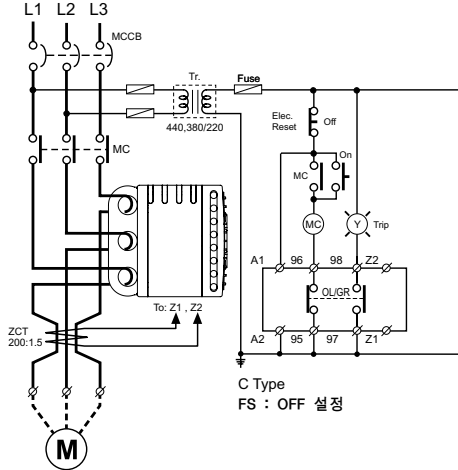 L1 L2 L3
MCCB
Tr.
Fuse
440,380/220
Elec.
Reset
Off
On
MC
MC
MC
Y
Trip
A1 96 98 Z2
OL/GR
A2 95 97 Z1
To: Z1 , Z2
ZCT
200:1.5
C Type
FS : OFF 설정
M